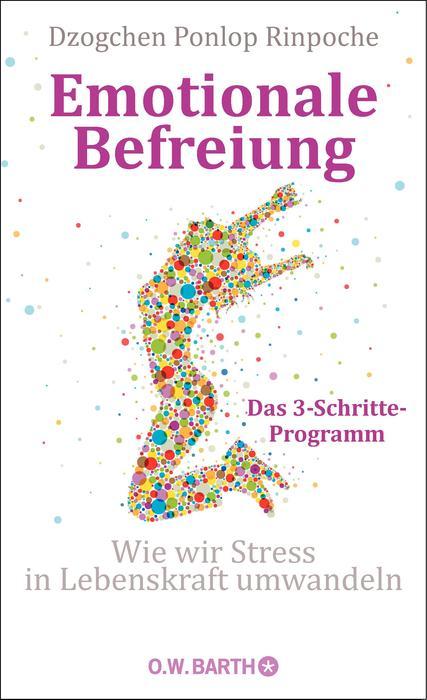 Dzogchen Ponlop Rinpoche
Emotionale
Befreiung
Das 3-Schritte-
Programm
Wie wir Stress
in Lebenskraft umwandeln
O.W. BARTH